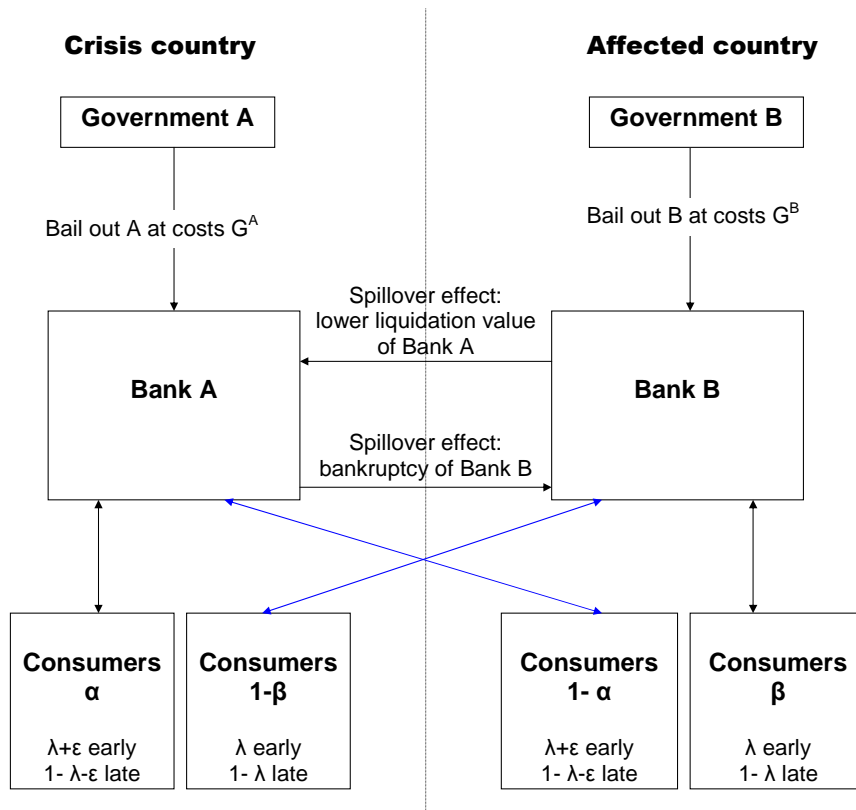 Crisis country
Affected country
Government A
Government B
Bail out A at costs G^A
Bail out B at costs G^B
Spillover effect:
lower liquidation value
of Bank A
Bank A
Bank B
Spillover effect:
bankruptcy of Bank B
Consumers
α
λ+ε early
1- λ-ε late
Consumers
1-β
λ early
1- λ late
Consumers
1- α
λ+ε early
1- λ-ε late
Consumers
β
λ early
1- λ late